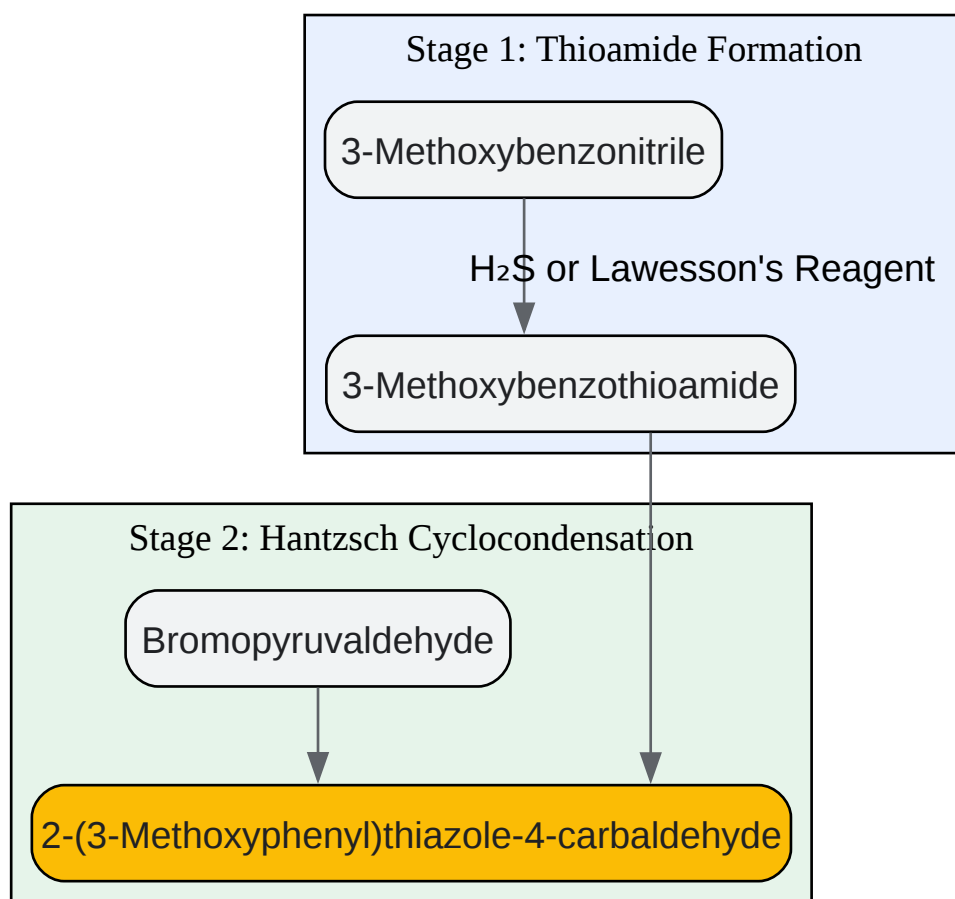 Stage 1: Thioamide Formation
3-Methoxybenzonitrile
H₂S or Lawesson's Reagent
3-Methoxybenzothioamide
Stage 2: Hantzsch Cyclocondensation
Bromopyruvaldehyde
2-(3-Methoxyphenyl)thiazole-4-carbaldehyde